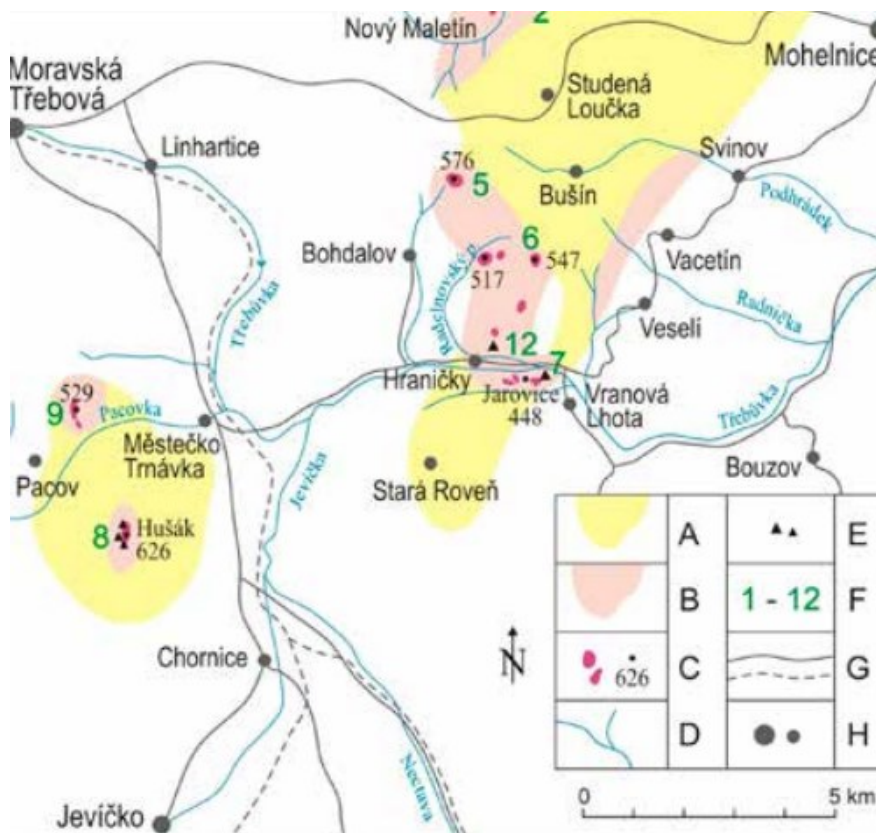 Nový Maletín
2
Mohelnice
Moravská
Třebová
Studená
Loučka
Linhartice
Svinov
576
5
Bušín
Podhrádek
Bohdalov
6
547
517
Vacetín
Radelnovský p.
Třebůvka
Radnička
Veselí
12
7
Hraničky
529
9
Pacovka
Jarovice
448
Vranová
Lhota
Třebůvka
Městečko
Trnávka
Pacov
Jevíčka
Stará Roveň
Bouzov
8
Hušák
626
A
E
B
1 - 12
F
N
Chornice
C
626
G
D
H
Nectava
Jevíčko
0
5 km